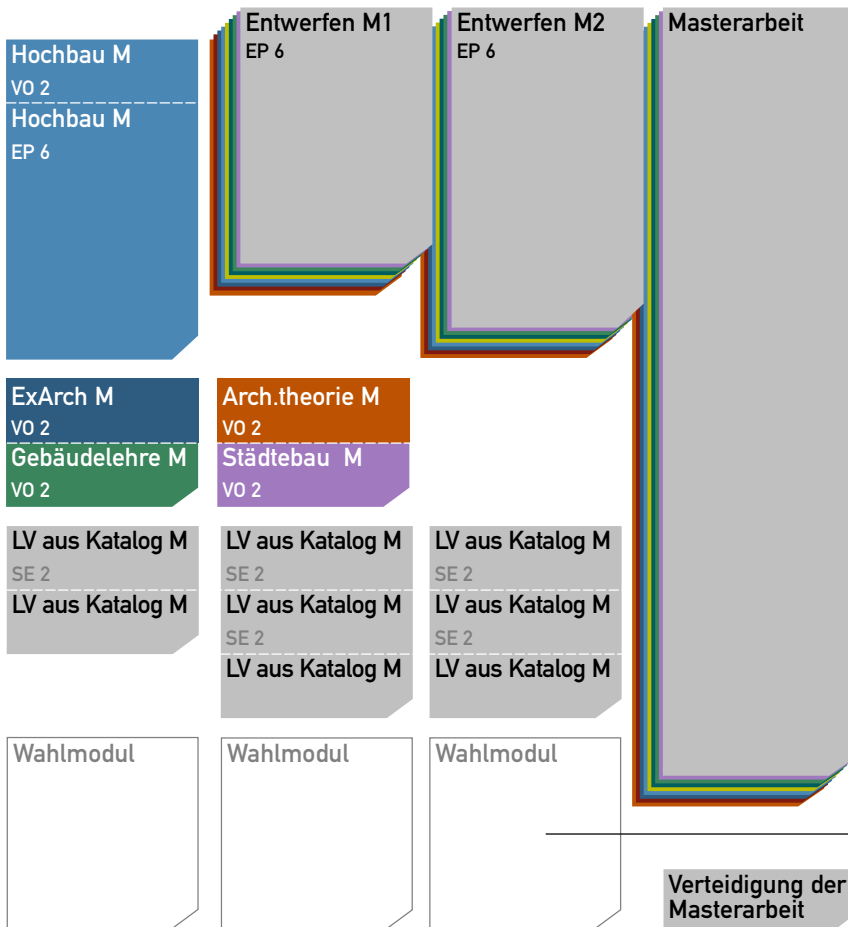 Hochbau M
VO 2
Hochbau M
EP 6
Entwerfen M1
EP 6
Entwerfen M2
EP 6
Masterarbeit
ExArch M
VO 2
Gebäudelehre M
VO 2
Arch.theorie M
VO 2
Städtebau M
VO 2
LV aus Katalog M
SE 2
LV aus Katalog M
LV aus Katalog M
SE 2
LV aus Katalog M
SE 2
LV aus Katalog M
LV aus Katalog M
SE 2
LV aus Katalog M
SE 2
LV aus Katalog M
Wahlmodul
Wahlmodul
Wahlmodul
Verteidigung der
Masterarbeit